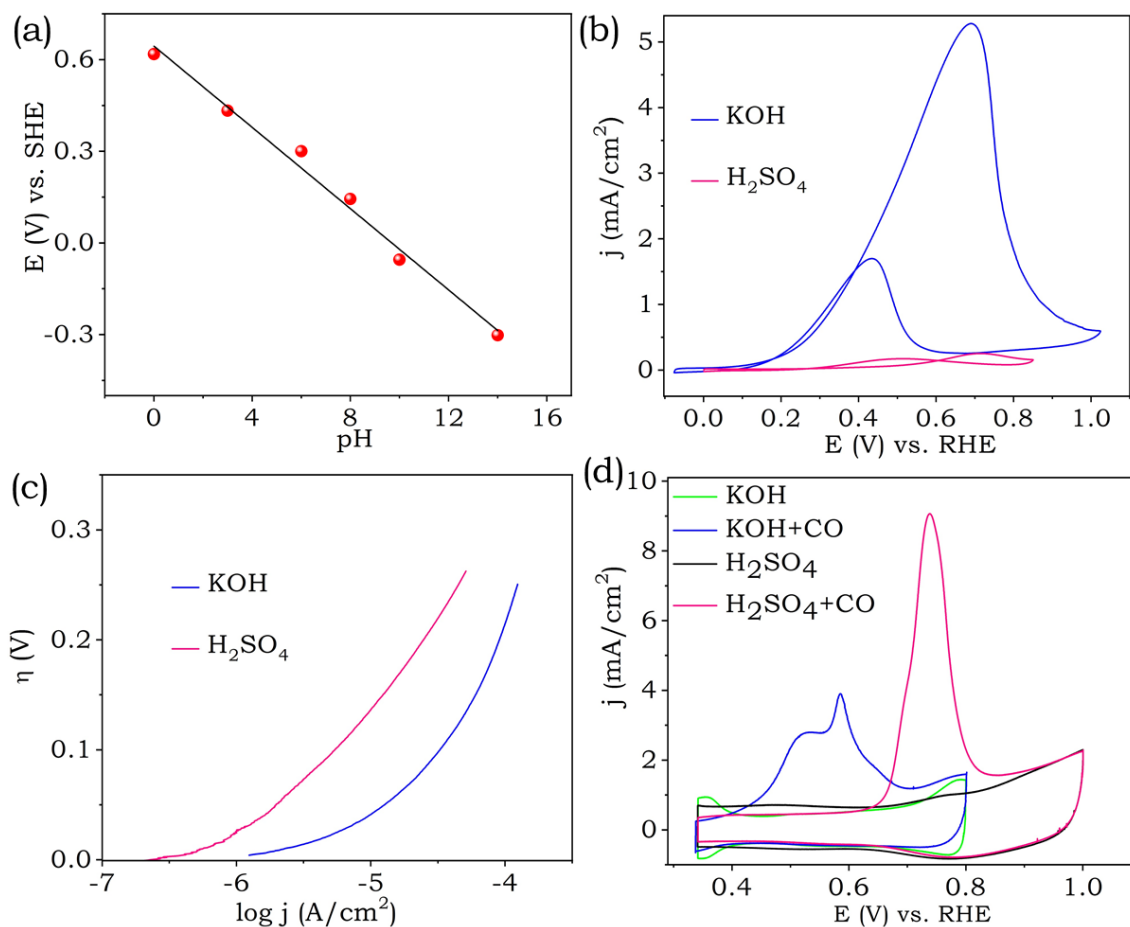 (a)
E (V) vs. SHE
0.6
0.3
0.0
-0.3
0
4
8
12
16
pH
(b)
j (mA/cm²)
5
4
3
2
1
0
KOH
H₂SO₄
0.0
0.2
0.4
0.6
0.8
1.0
E (V) vs. RHE
(c)
η (V)
0.3
0.2
0.1
0.0
KOH
H₂SO₄
-7
-6
-5
-4
log j (A/cm²)
(d)
j (mA/cm²)
10
8
6
4
2
0
KOH
KOH+CO
H₂SO₄
H₂SO₄+CO
0.4
0.6
0.8
1.0
E (V) vs. RHE